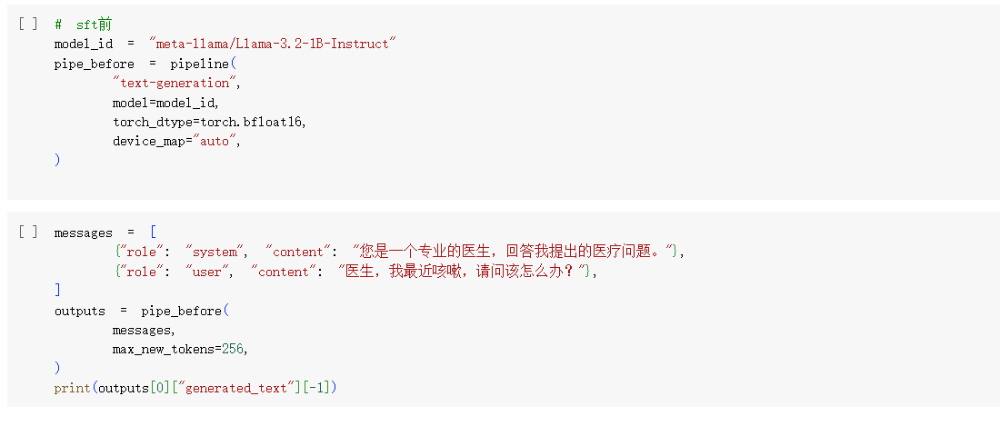 [ ] # sft前
model_id = "meta-llama/Llama-3.2-1B-Instruct"
pipe_before = pipeline(
"text-generation",
model=model_id,
torch_dtype=torch.bfloat16,
device_map="auto",
)
[ ] messages = [
{"role": "system", "content": "您是一个专业的医生，回答我提出的医疗问题。"},
{"role": "user", "content": "医生，我最近咳嗽，请问该怎么办？"},
]
outputs = pipe_before(
messages,
max_new_tokens=256,
)
print(outputs[0]["generated_text"][-1])